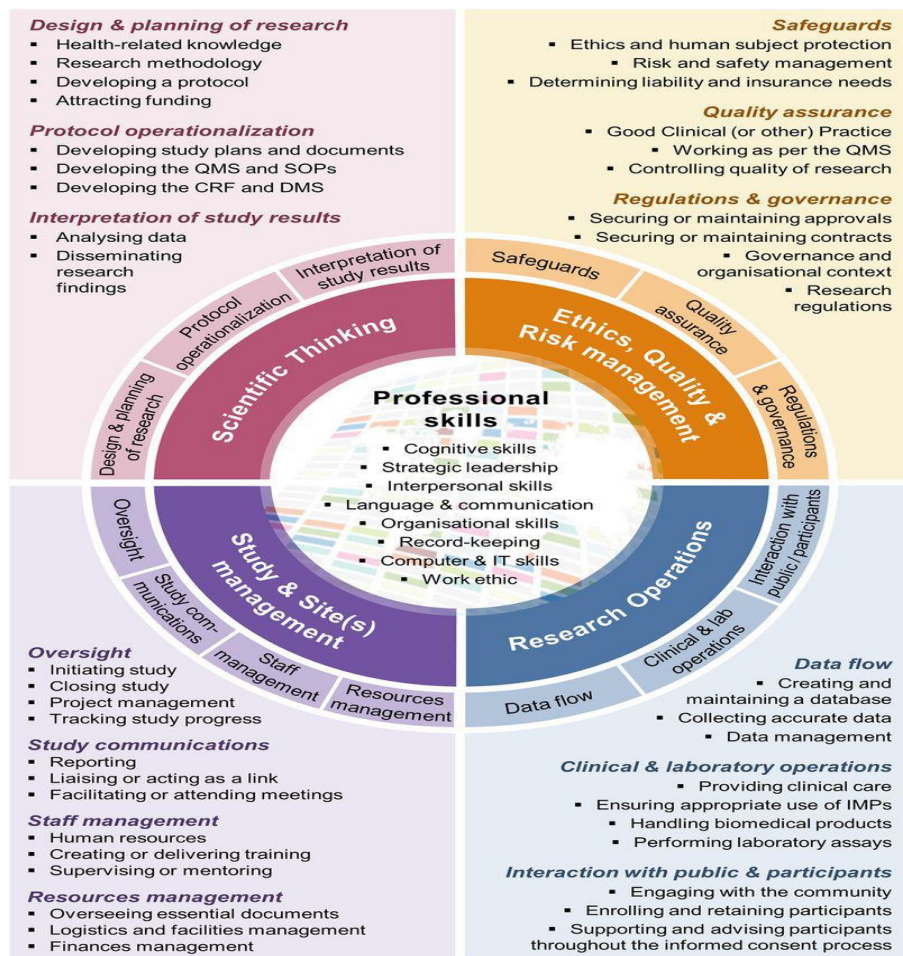 Design & planning of research
▪ Health-related knowledge
▪ Research methodology
▪ Developing a protocol
▪ Attracting funding
Protocol operationalization
▪ Developing study plans and documents
▪ Developing the QMS and SOPs
▪ Developing the CRF and DMS
Interpretation of study results
▪ Analysing data
▪ Disseminating
research
findings
Safeguards
▪ Ethics and human subject protection
▪ Risk and safety management
▪ Determining liability and insurance needs
Quality assurance
▪ Good Clinical (or other) Practice
▪ Working as per the QMS
▪ Controlling quality of research
Regulations & governance
▪ Securing or maintaining approvals
▪ Securing or maintaining contracts
▪ Governance and
organisational context
▪ Research
regulations
Design & planning
of research
Protocol
operationalization
Interpretation of
study results
Safeguards
Quality
assurance
Regulations
& governance
Scientific Thinking
Ethics, Quality &
Risk management
Professional
skills
▪ Cognitive skills
▪ Strategic leadership
▪ Interpersonal skills
▪ Language & communication
▪ Organisational skills
▪ Record-keeping
▪ Computer & IT skills
▪ Work ethic
Study & Site(s)
management
Research Operations
Oversight
Study com-
munications
Staff
management
Resources
management
Data flow
Clinical & lab
operations
Interaction with
public / participants
Oversight
▪ Initiating study
▪ Closing study
▪ Project management
▪ Tracking study progress
Study communications
▪ Reporting
▪ Liaising or acting as a link
▪ Facilitating or attending meetings
Staff management
▪ Human resources
▪ Creating or delivering training
▪ Supervising or mentoring
Resources management
▪ Overseeing essential documents
▪ Logistics and facilities management
▪ Finances management
Data flow
▪ Creating and
maintaining a database
▪ Collecting accurate data
▪ Data management
Clinical & laboratory operations
▪ Providing clinical care
▪ Ensuring appropriate use of IMPs
▪ Handling biomedical products
▪ Performing laboratory assays
Interaction with public & participants
▪ Engaging with the community
▪ Enrolling and retaining participants
▪ Supporting and advising participants
throughout the informed consent process